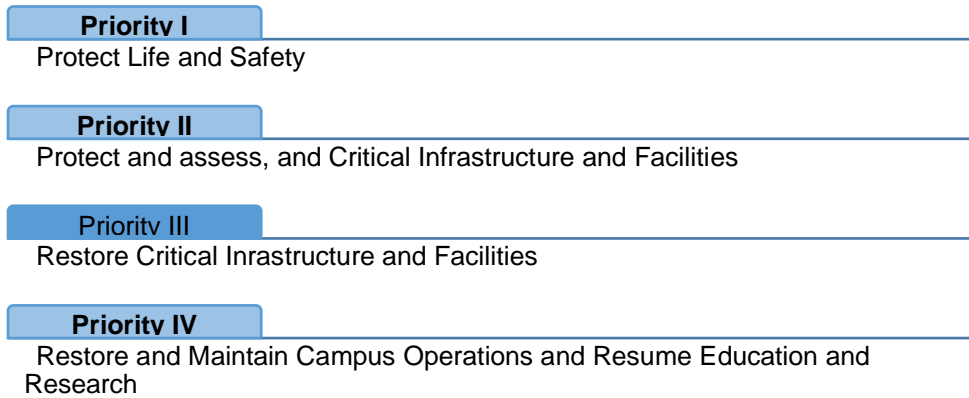 Priority I
Protect Life and Safety
Priority II
Protect and assess, and Critical Infrastructure and Facilities
Priority III
Restore Critical Inrastructure and Facilities
Priority IV
Restore and Maintain Campus Operations and Resume Education and
Research